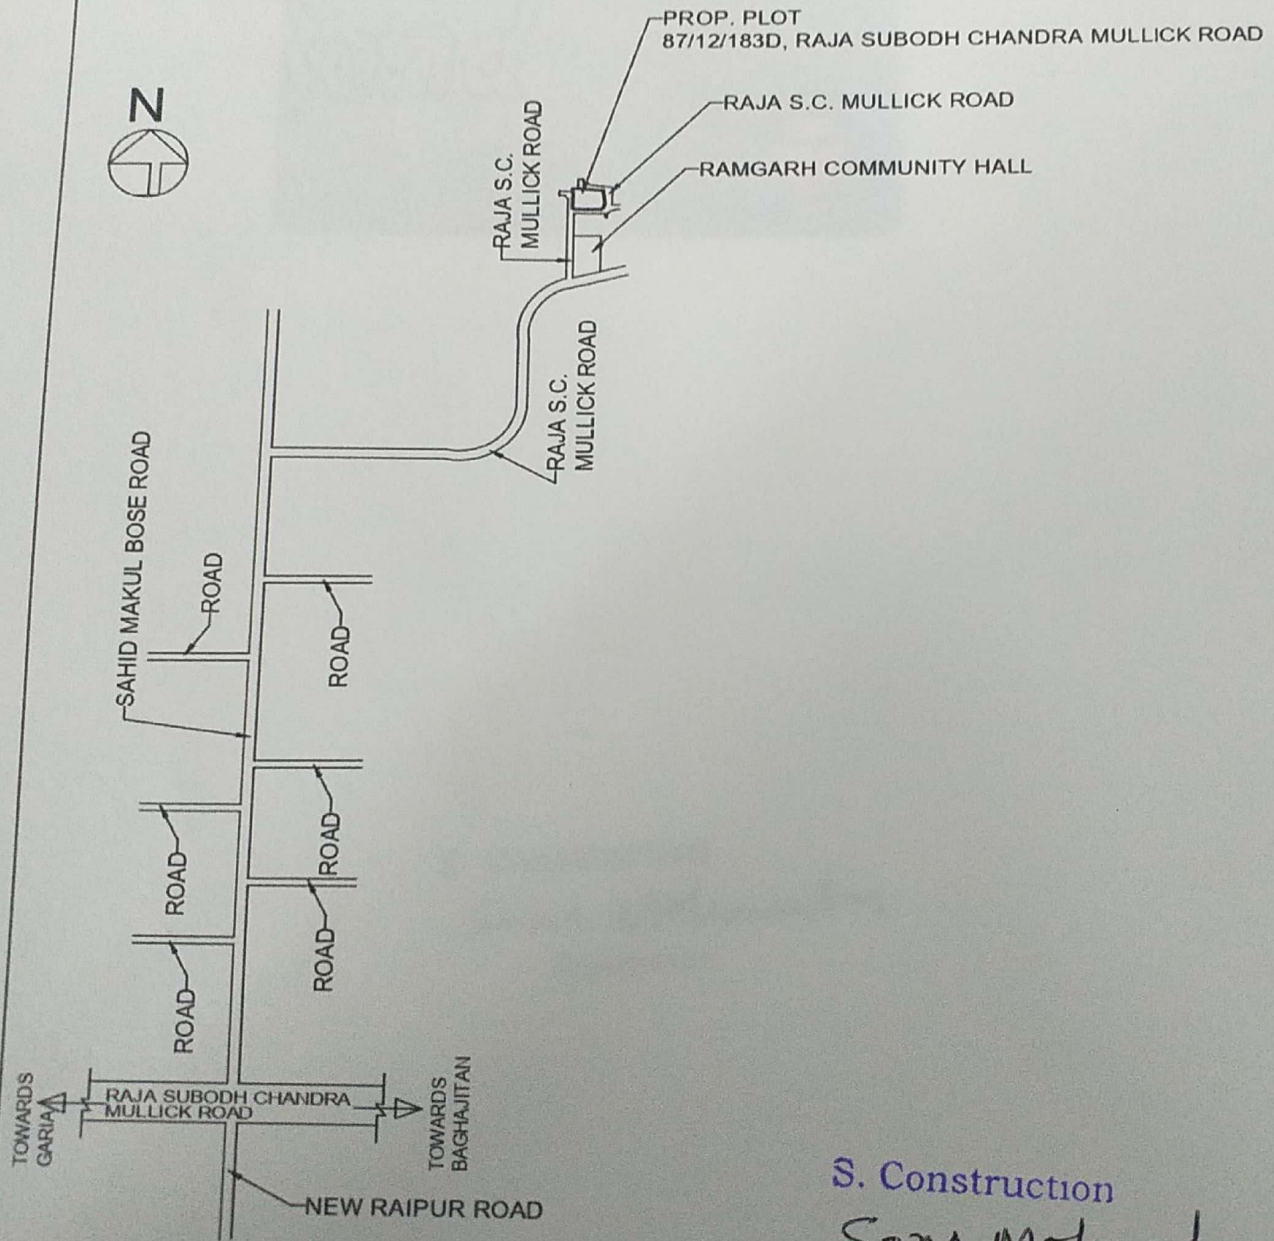 PROP. PLOT
87/12/183D, RAJA SUBODH CHANDRA MULLICK ROAD
N
RAJA S.C. MULLICK ROAD
RAJA S.C.
MULLICK ROAD
RAMGARH COMMUNITY HALL
RAJA S.C.
MULLICK ROAD
SAHID MAKUL BOSE ROAD
ROAD
ROAD
ROAD
ROAD
ROAD
ROAD
TOWARDS
GARIA
RAJA SUBODH CHANDRA
MULLICK ROAD
TOWARDS
BAGHAJITAN
NEW RAIPUR ROAD
S. Construction